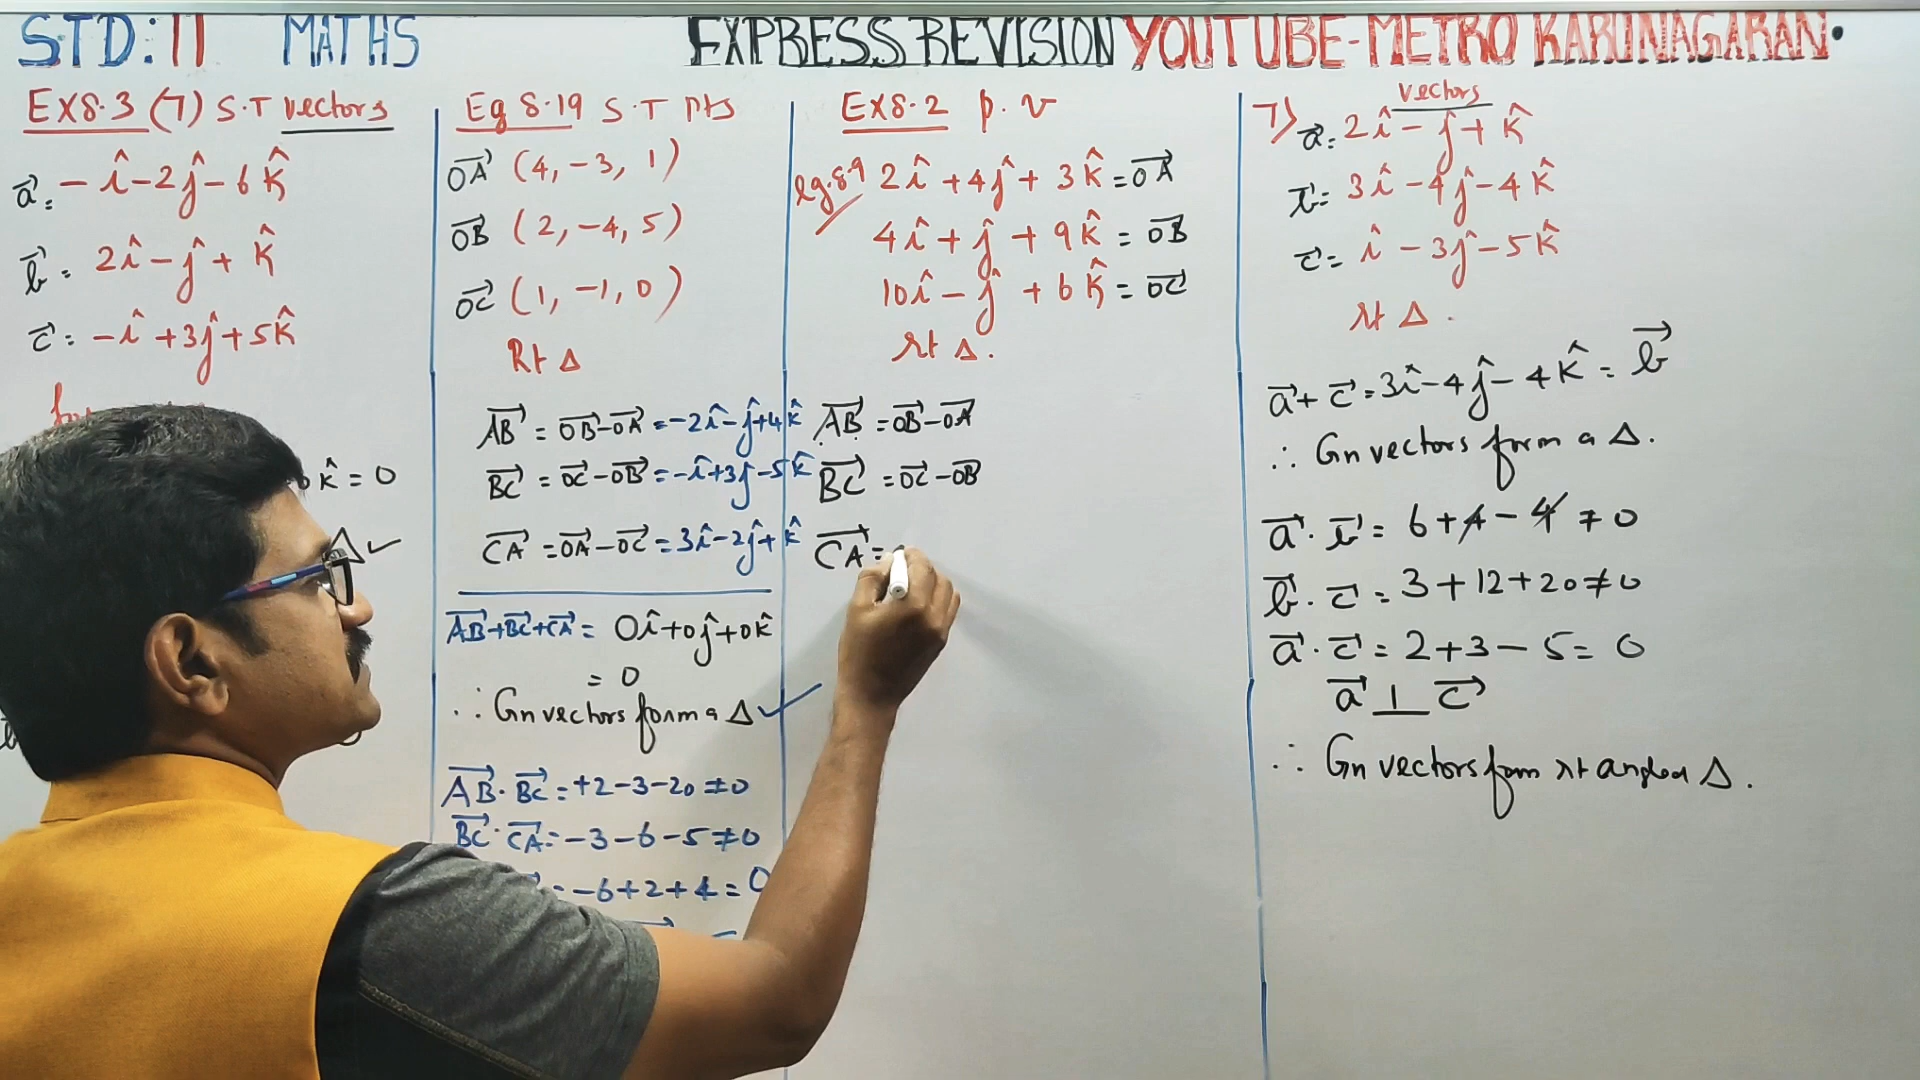 STD: 11 MATHS EXPRESS REVISION YOUTUBE-METRO KARUNAGARAN.
EX8.3 (7) S.T vectors
a⃗ = -î-2ĵ-6k̂
b⃗ = 2î-ĵ+k̂
c⃗ = -î+3ĵ+5k̂
k̂ = 0
Δ✓
Eg 8.19 S.T pts
OA⃗ (4, -3, 1)
OB⃗ (2, -4, 5)
OC⃗ (1, -1, 0)
Rt Δ
AB⃗ = OB⃗-OA⃗ = -2î-ĵ+4k̂
BC⃗ = OC⃗-OB⃗ = -î+3ĵ-5k̂
CA⃗ = OA⃗-OC⃗ = 3î-2ĵ+k̂
AB⃗+BC⃗+CA⃗ = 0î+0ĵ+0k̂
= 0
∴ Gn vectors form a Δ✓
AB⃗ · BC⃗ = +2-3-20≠0
BC⃗ · CA⃗ = -3-6-5≠0
= -6+2+4=0
EX8.2 p.v
eg.8.9 2î+4ĵ+3k̂ = OA⃗
4î+ĵ+9k̂ = OB⃗
10î-ĵ+6k̂ = OC⃗
rt Δ.
AB⃗ = OB⃗-OA⃗
BC⃗ = OC⃗-OB⃗
CA⃗ =
vectors
7) a⃗ = 2î-ĵ+k̂
b⃗ = 3î-4ĵ-4k̂
c⃗ = î-3ĵ-5k̂
rt Δ.
a⃗+c⃗ = 3î-4ĵ-4k̂ = b⃗
∴ Gn vectors form a Δ.
a⃗ · b⃗ = 6+4-4 ≠0
b⃗ · c⃗ = 3+12+20≠0
a⃗ · c⃗ = 2+3-5=0
a⃗ ⊥ c⃗
∴ Gn vectors form rt angled Δ.